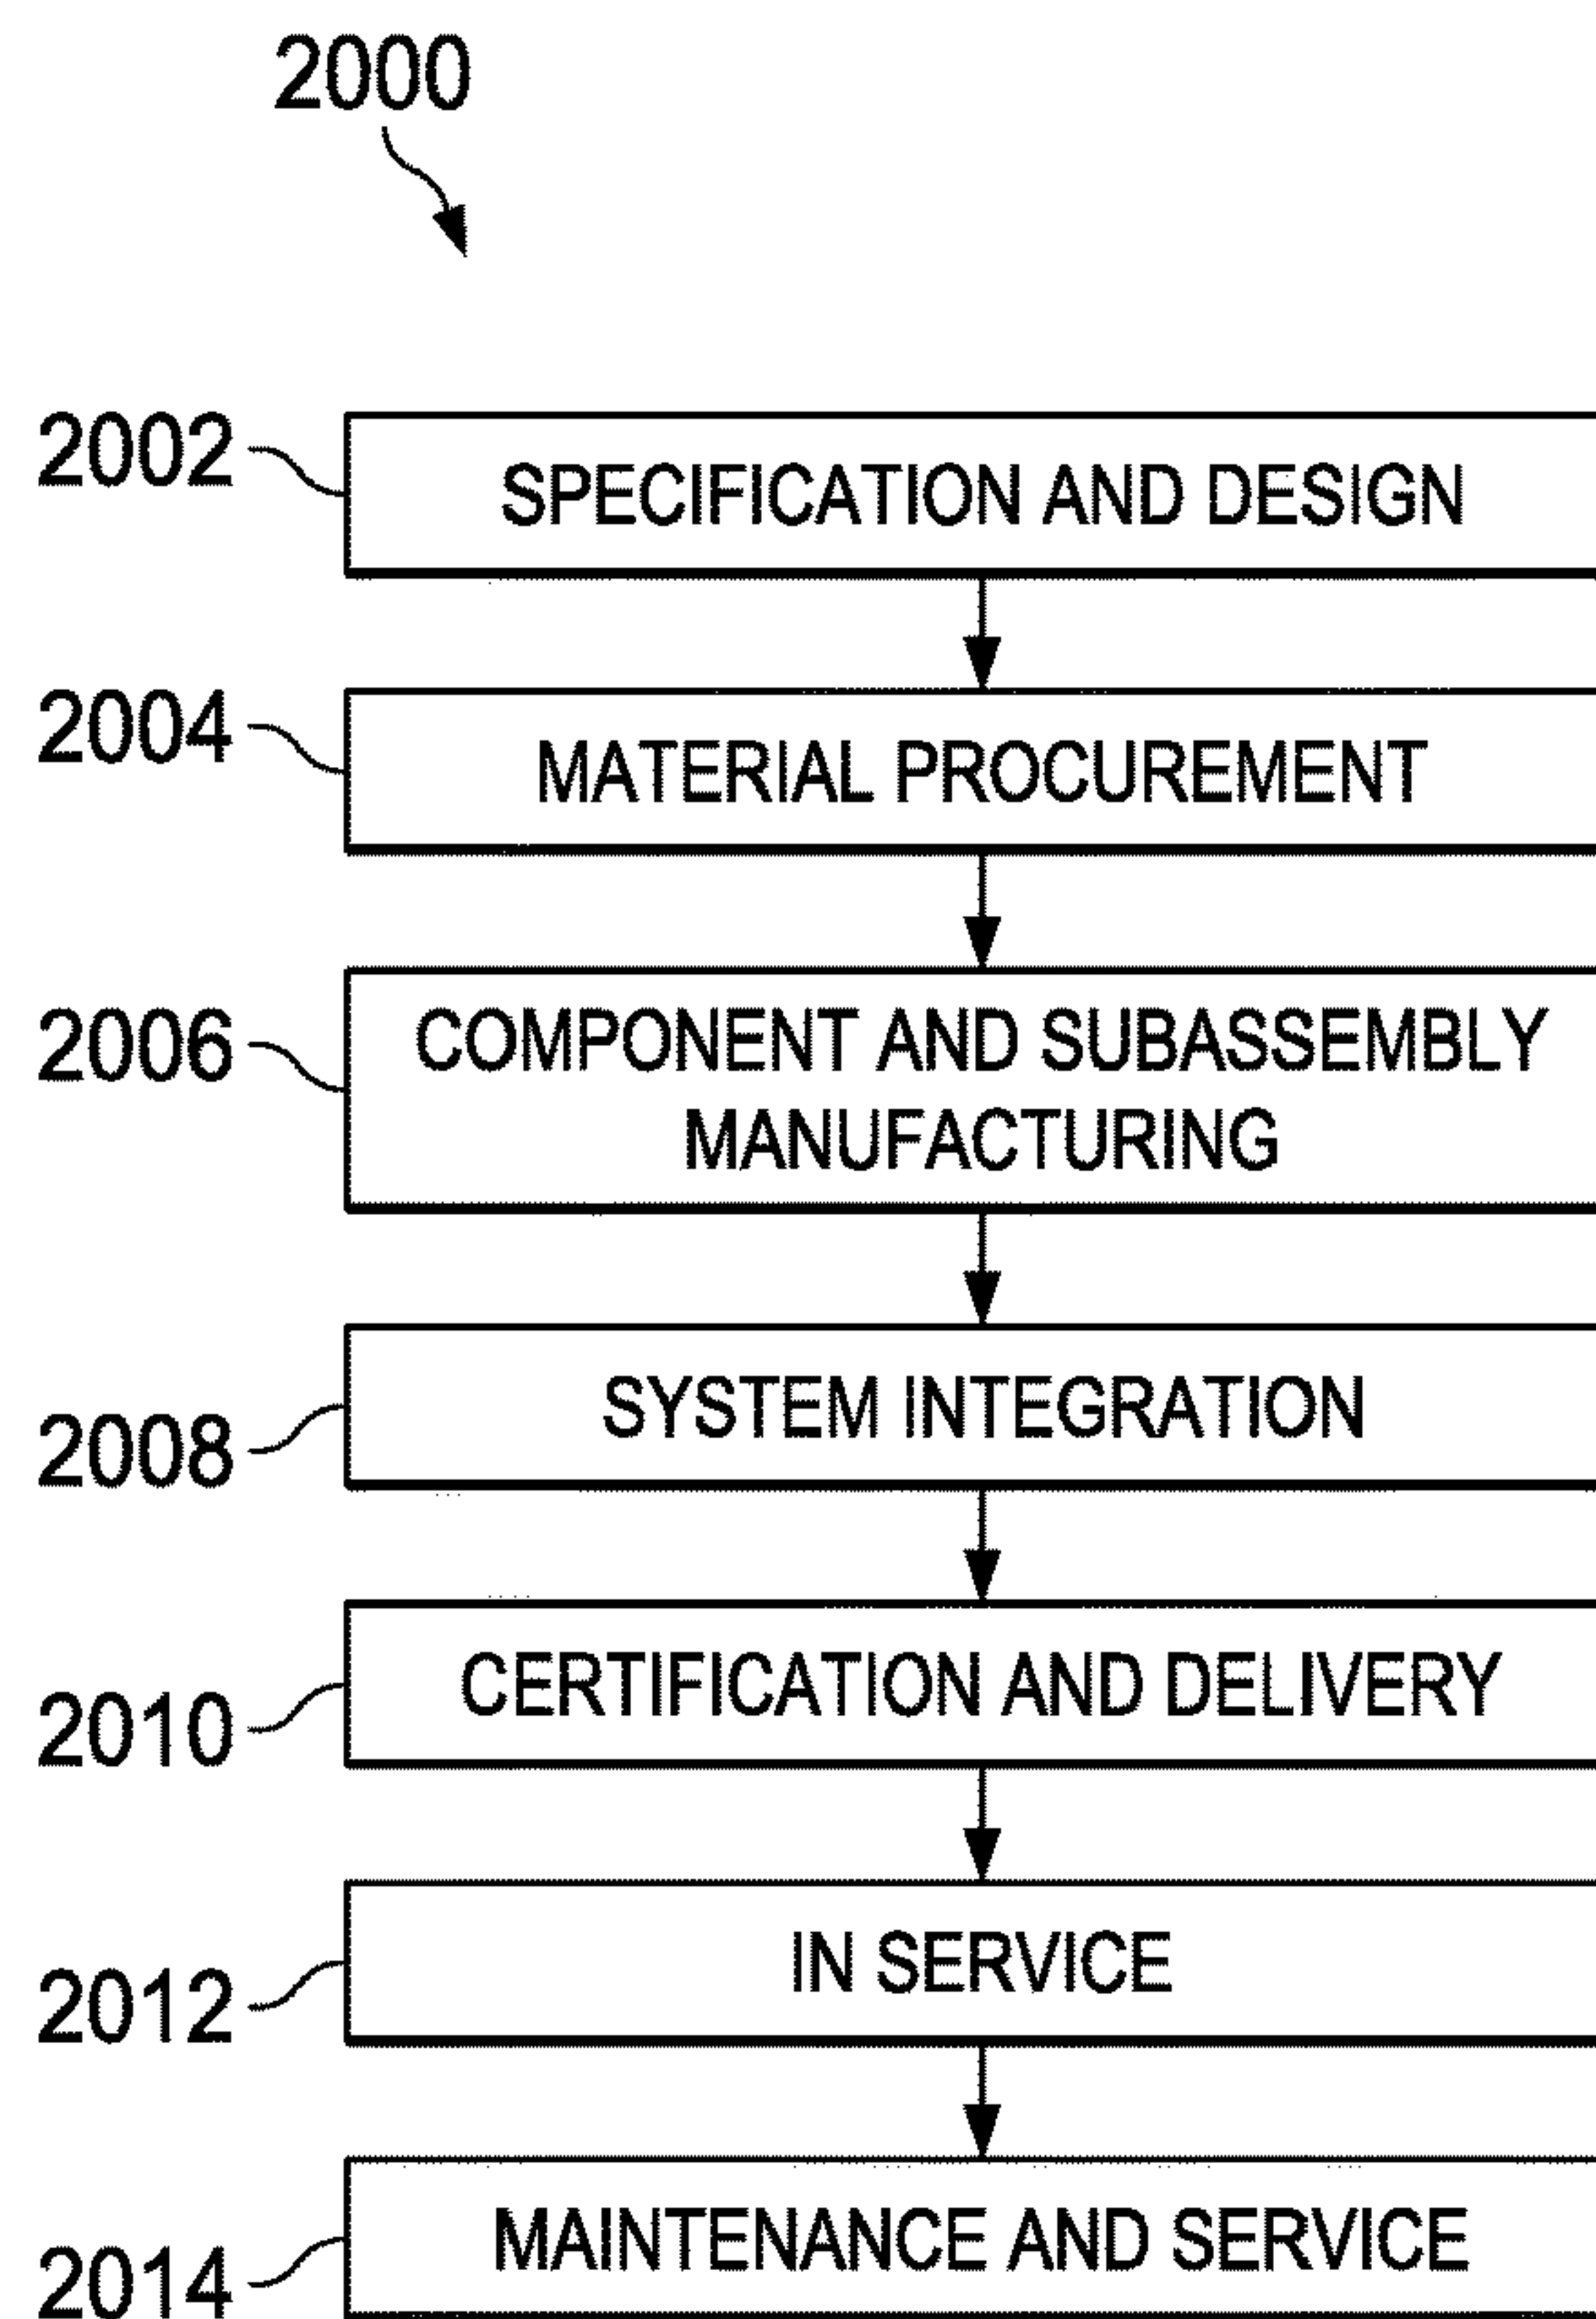 2000
2002
SPECIFICATION AND DESIGN
2004
MATERIAL PROCUREMENT
2006
COMPONENT AND SUBASSEMBLY
MANUFACTURING
2008
SYSTEM INTEGRATION
2010
CERTIFICATION AND DELIVERY
2012
IN SERVICE
2014
MAINTENANCE AND SERVICE